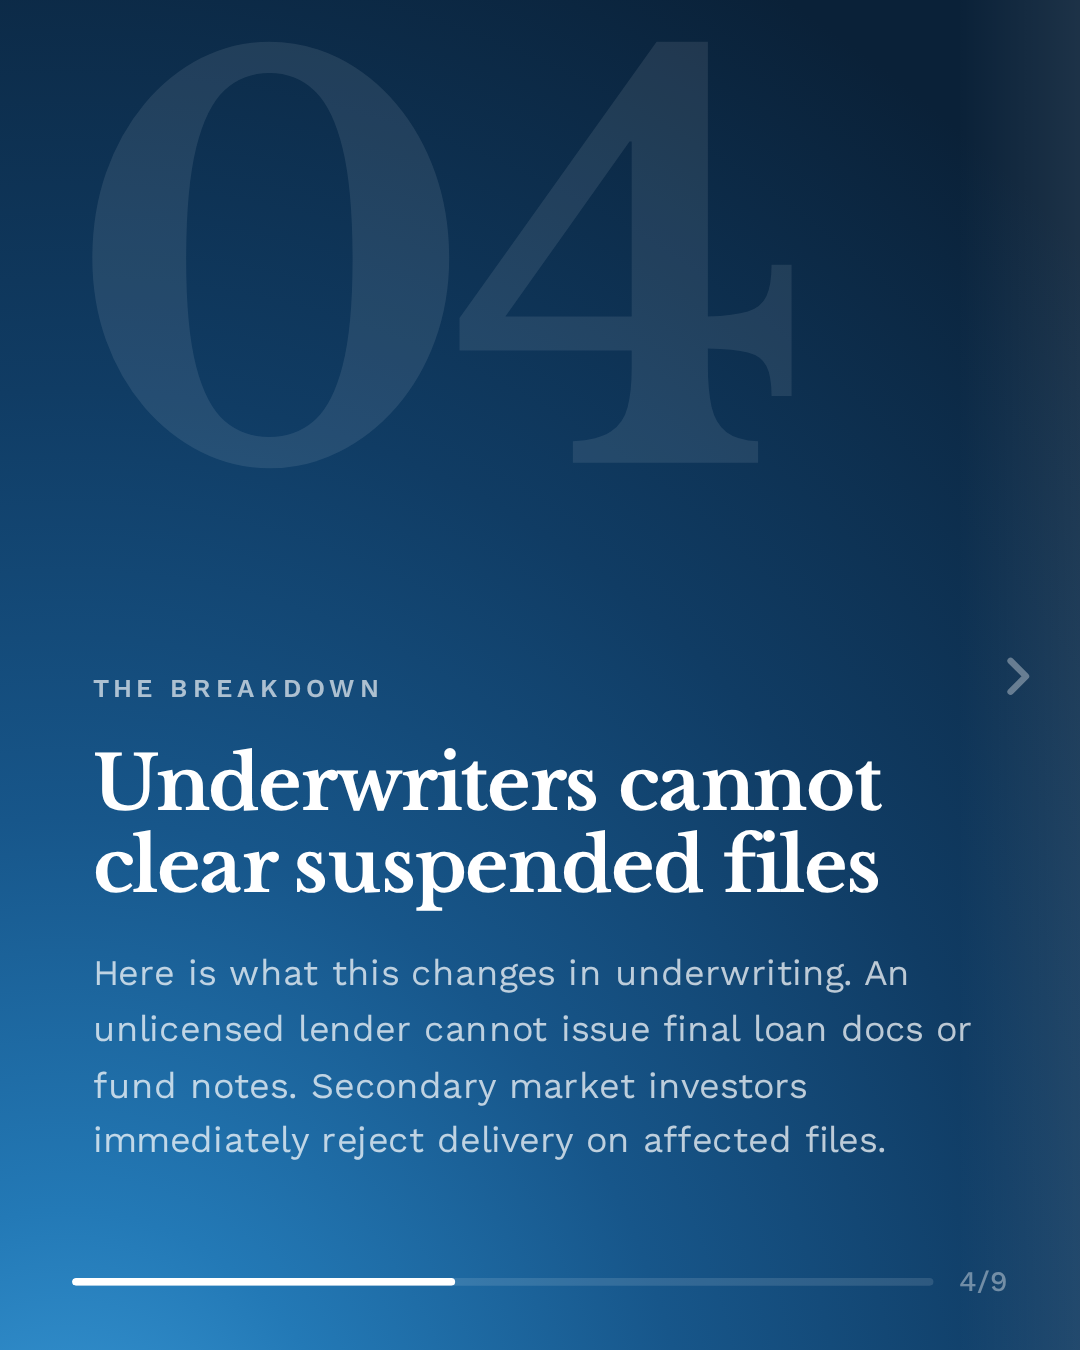 04
THE BREAKDOWN
Underwriters cannot
clear suspended files
Here is what this changes in underwriting. An
unlicensed lender cannot issue final loan docs or
fund notes. Secondary market investors
immediately reject delivery on affected files.
4/9